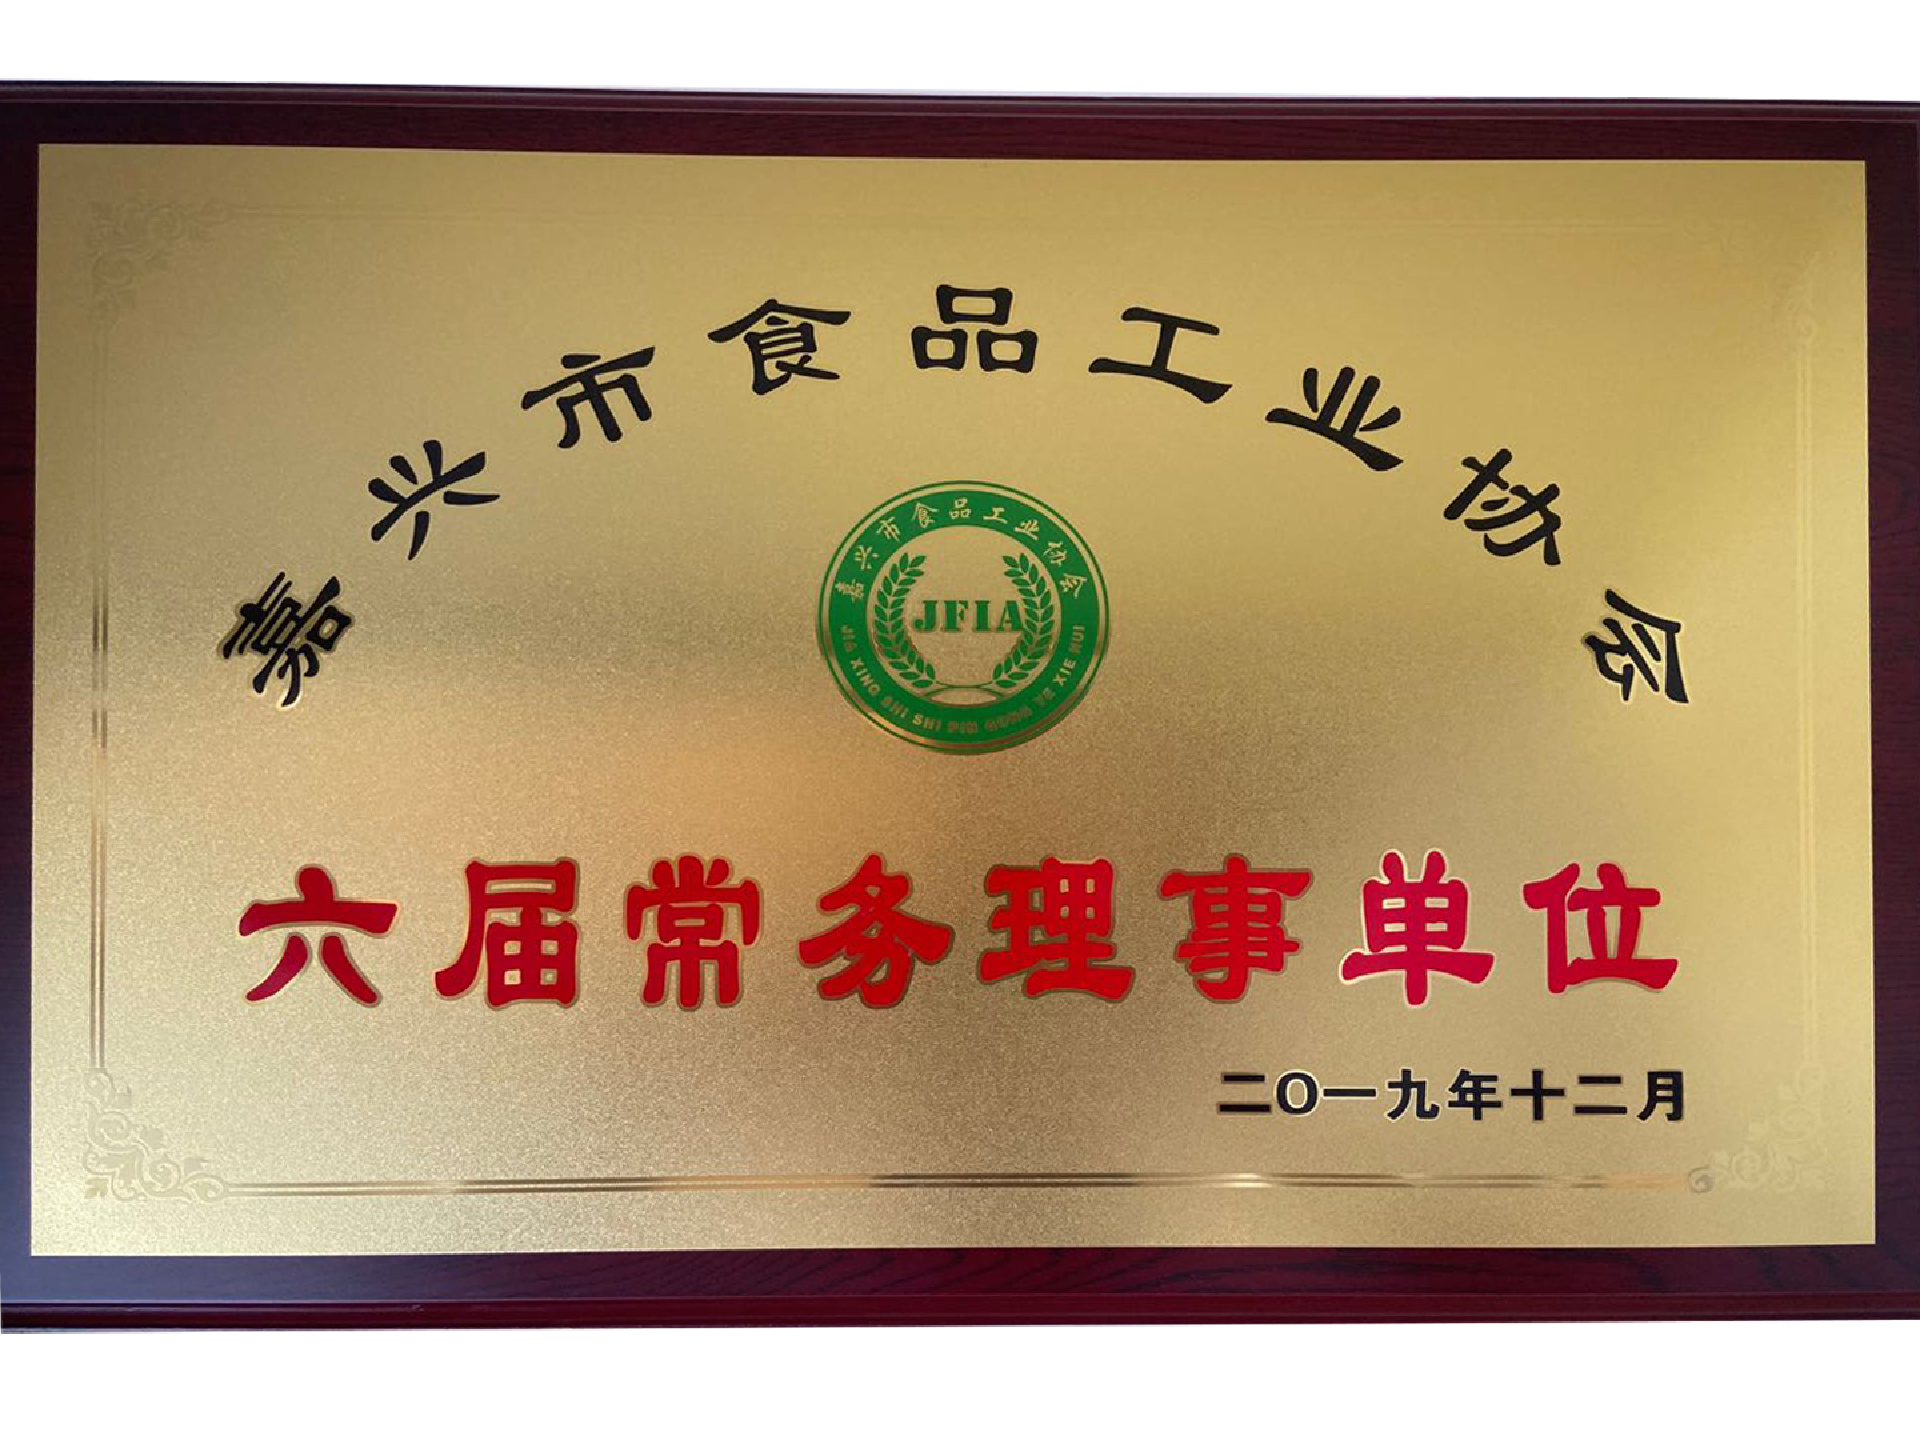 嘉兴市食品工业协会
嘉兴市食品工业协会
JFIA
JIA XING SHI SHI PIN GONG YE XIE HUI
六届常务理事单位
二〇一九年十二月